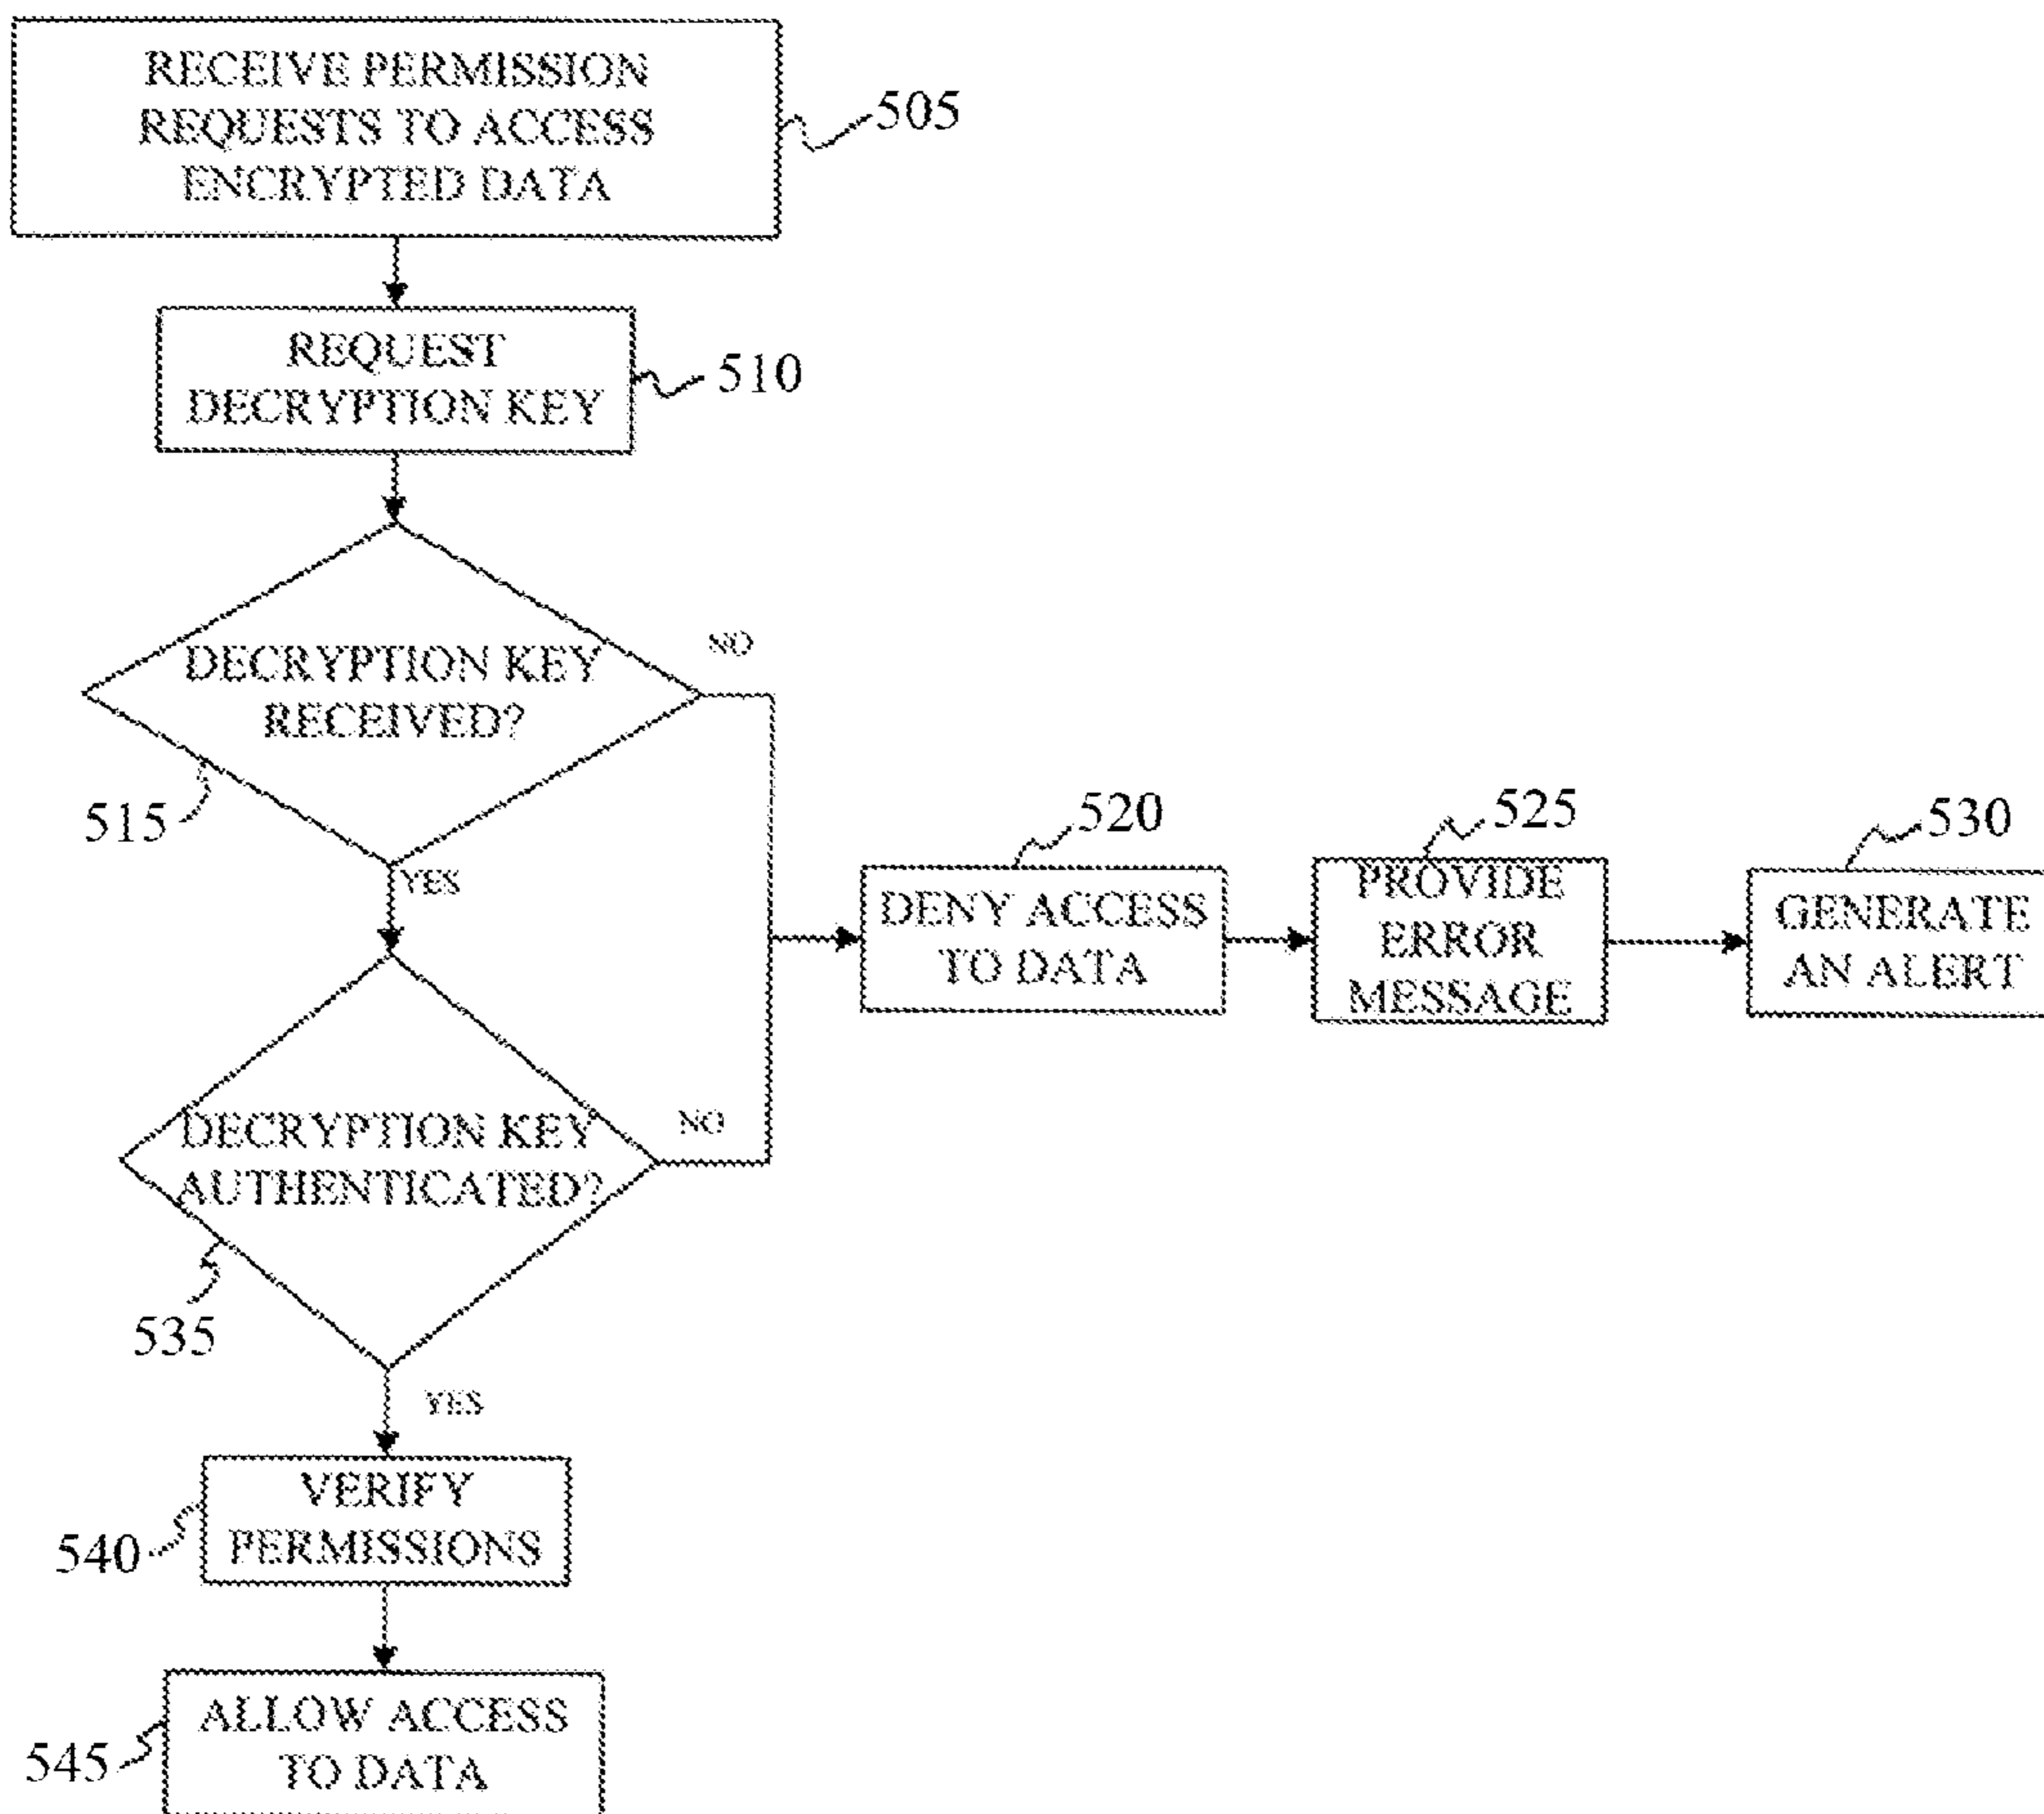 RECEIVE PERMISSION
REQUESTS TO ACCESS
ENCRYPTED DATA
505
REQUEST
DECRYPTION KEY
510
DECRYPTION KEY
RECEIVED?
NO
515
YES
520
DENY ACCESS
TO DATA
525
PROVIDE
ERROR
MESSAGE
530
GENERATE
AN ALERT
DECRYPTION KEY
AUTHENTICATED?
NO
535
YES
VERIFY
PERMISSIONS
540
ALLOW ACCESS
TO DATA
545